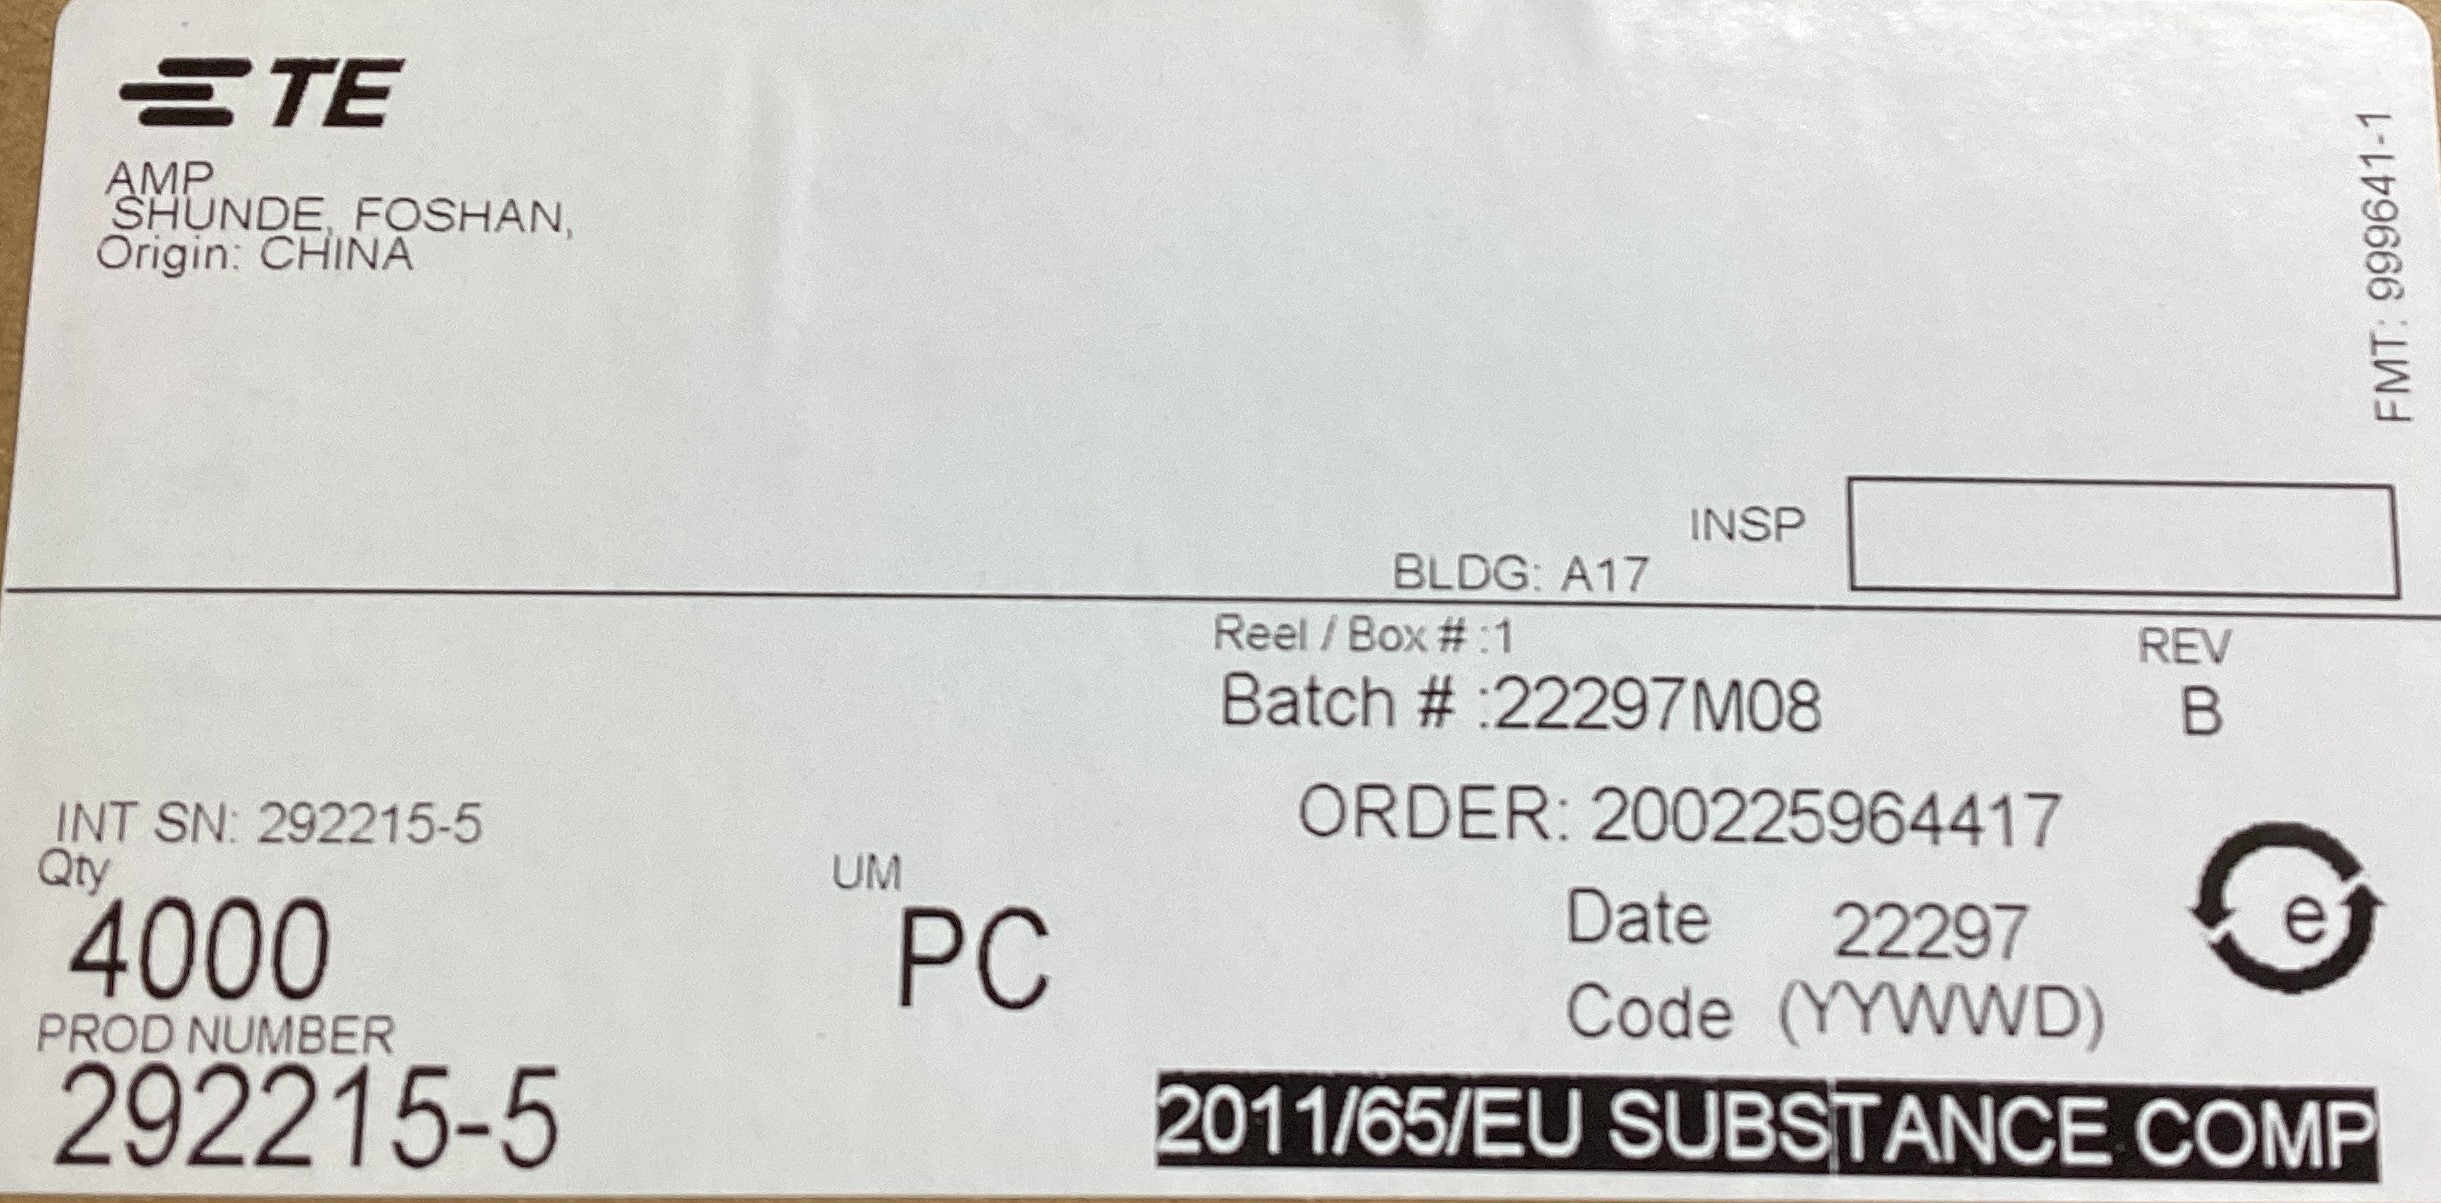 TE
AMP
SHUNDE, FOSHAN,
Origin: CHINA
FMT: 999641-1
INSP
BLDG: A17
Reel / Box # :1
REV
Batch # :22297M08
B
INT SN: 292215-5
ORDER: 200225964417
Qty
UM
4000
PC
Date 22297
Code (YYWWD)
e
PROD NUMBER
292215-5
2011/65/EU SUBSTANCE COMP